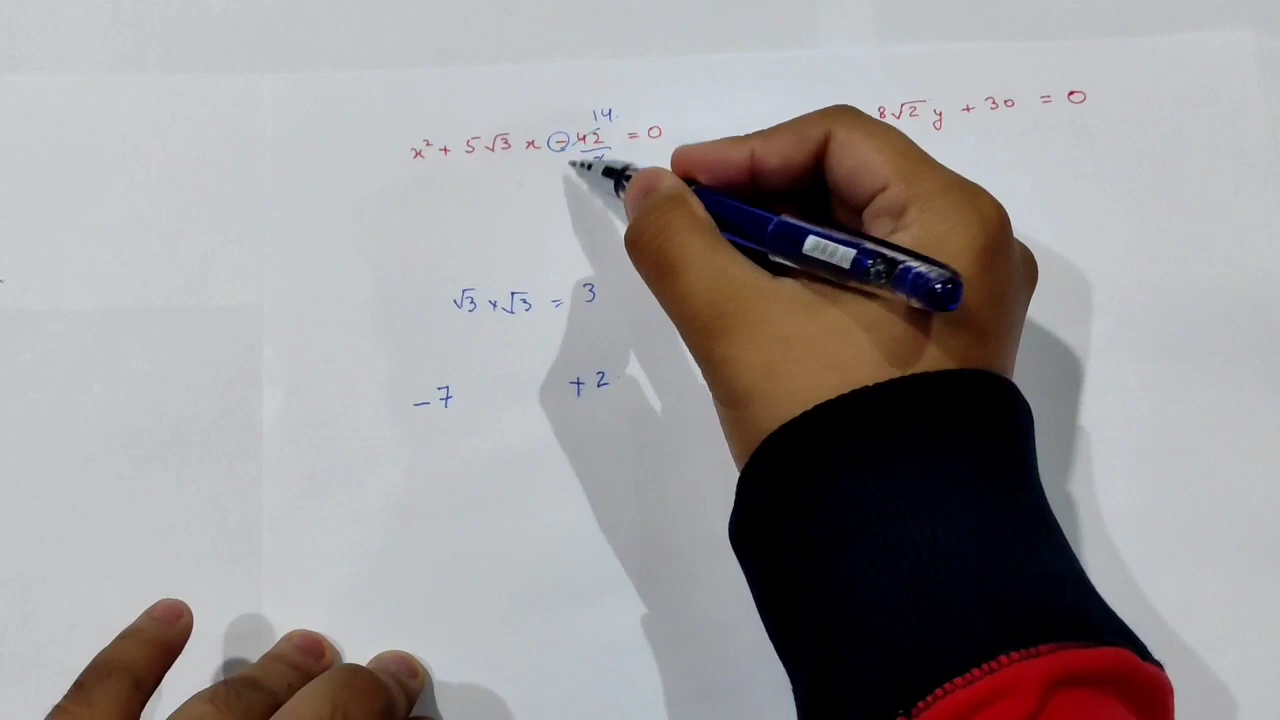 14.
x² + 5√3 x - 42 = 0
8√2 y + 30 = 0
√3 × √3 = 3
-7 +2